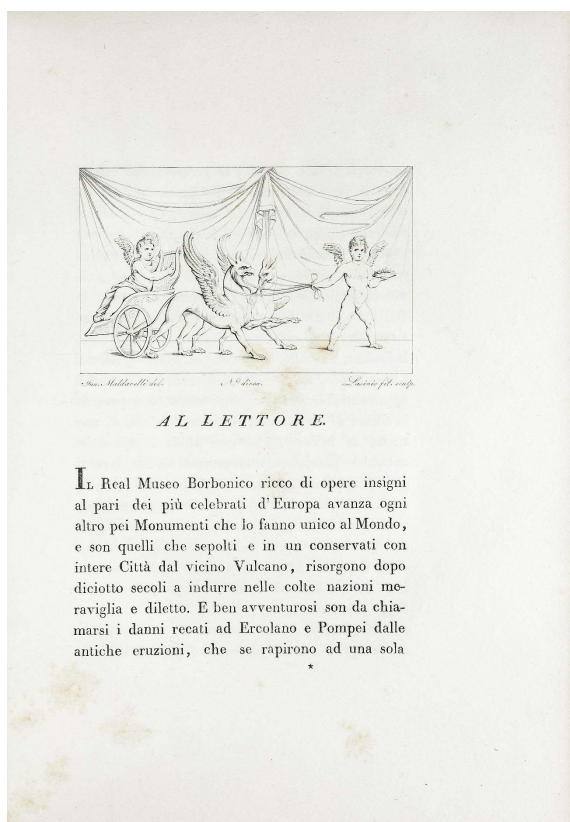 Maldarelli del.
N.º diresa.
Lasinio fil. sculp.
AL LETTORE.
IL Real Museo Borbonico ricco di opere insigni
al pari dei più celebrati d'Europa avanza ogni
altro pei Monumenti che lo fanno unico al Mondo,
e son quelli che sepolti e in un conservati con
intere Città dal vicino Vulcano, risorgono dopo
diciotto secoli a indurre nelle colte nazioni me-
raviglia e diletto. E ben avventurosi son da chia-
marsi i danni recati ad Ercolano e Pompei dalle
antiche eruzioni, che se rapirono ad una sola
*